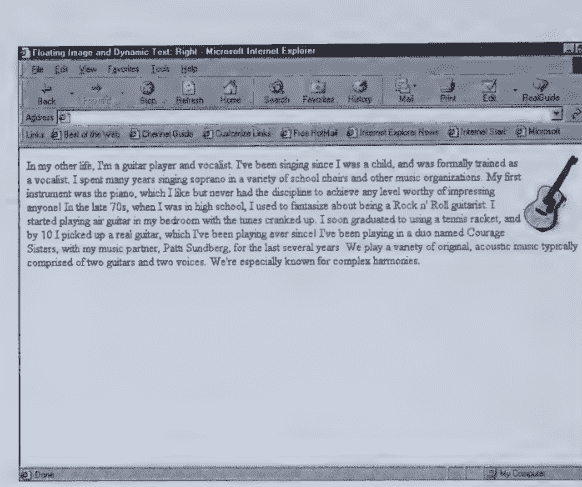 Floating Image and Dynamic Text: Right - Microsoft Internet Explorer
File Edit View Favorites Tools Help
Back Forward Stop Refresh Home Search Favorites History Mail Print Edit RealGuide
Address
Links Best of the Web Channel Guide Customize Links Free HotMail Internet Explorer News Internet Start Microsoft
In my other life, I'm a guitar player and vocalist. I've been singing since I was a child, and was formally trained as
a vocalist. I spent many years singing soprano in a variety of school choirs and other music organizations. My first
instrument was the piano, which I like but never had the discipline to achieve any level worthy of impressing
anyone! In the late 70s, when I was in high school, I used to fantasize about being a Rock n' Roll guitarist. I
started playing air guitar in my bedroom with the tunes cranked up. I soon graduated to using a tennis racket, and
by 10 I picked up a real guitar, which I've been playing ever since! I've been playing in a duo named Courage
Sisters, with my music partner, Patti Sundberg, for the last several years. We play a variety of original, acoustic music typically
comprised of two guitars and two voices. We're especially known for complex harmonies.
Done My Computer